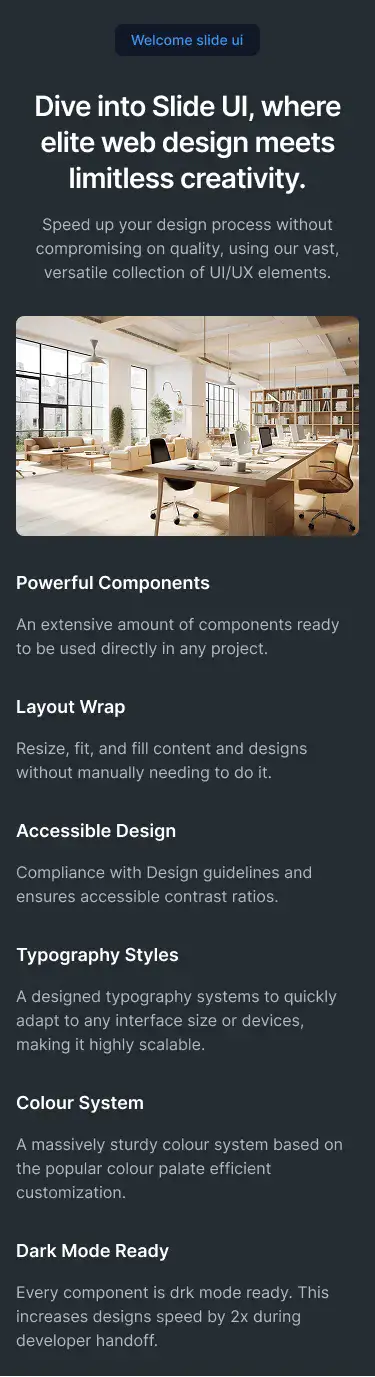 Welcome slide ui
Dive into Slide UI, where
elite web design meets
limitless creativity.
Speed up your design process without
compromising on quality, using our vast,
versatile collection of UI/UX elements.
Powerful Components
An extensive amount of components ready
to be used directly in any project.
Layout Wrap
Resize, fit, and fill content and designs
without manually needing to do it.
Accessible Design
Compliance with Design guidelines and
ensures accessible contrast ratios.
Typography Styles
A designed typography systems to quickly
adapt to any interface size or devices,
making it highly scalable.
Colour System
A massively sturdy colour system based on
the popular colour palate efficient
customization.
Dark Mode Ready
Every component is drk mode ready. This
increases designs speed by 2x during
developer handoff.